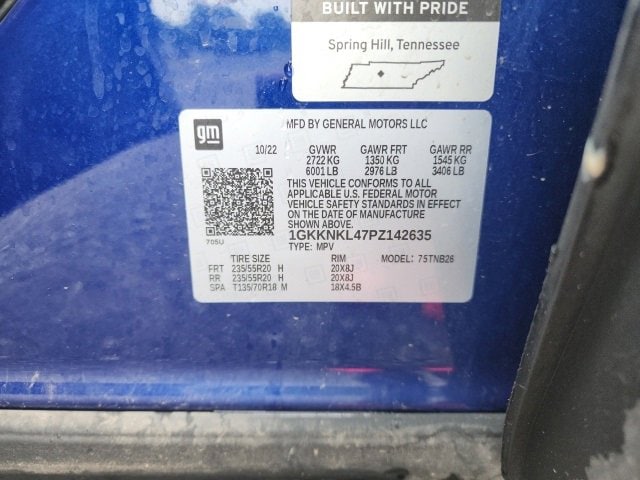 BUILT WITH PRIDE
Spring Hill, Tennessee
gm
MFD BY GENERAL MOTORS LLC
10/22 GVWR GAWR FRT GAWR RR
2722 KG 1350 KG 1545 KG
6001 LB 2976 LB 3406 LB
THIS VEHICLE CONFORMS TO ALL
APPLICABLE U.S. FEDERAL MOTOR
VEHICLE SAFETY STANDARDS IN EFFECT
ON THE DATE OF MANUFACTURE SHOWN
ABOVE.
1GKKNKL47PZ142635
705U
TYPE: MPV
TIRE SIZE RIM MODEL: 75TNB26
FRT 235/55R20 H 20X8J
RR 235/55R20 H 20X8J
SPA T135/70R18 M 18X4.5B